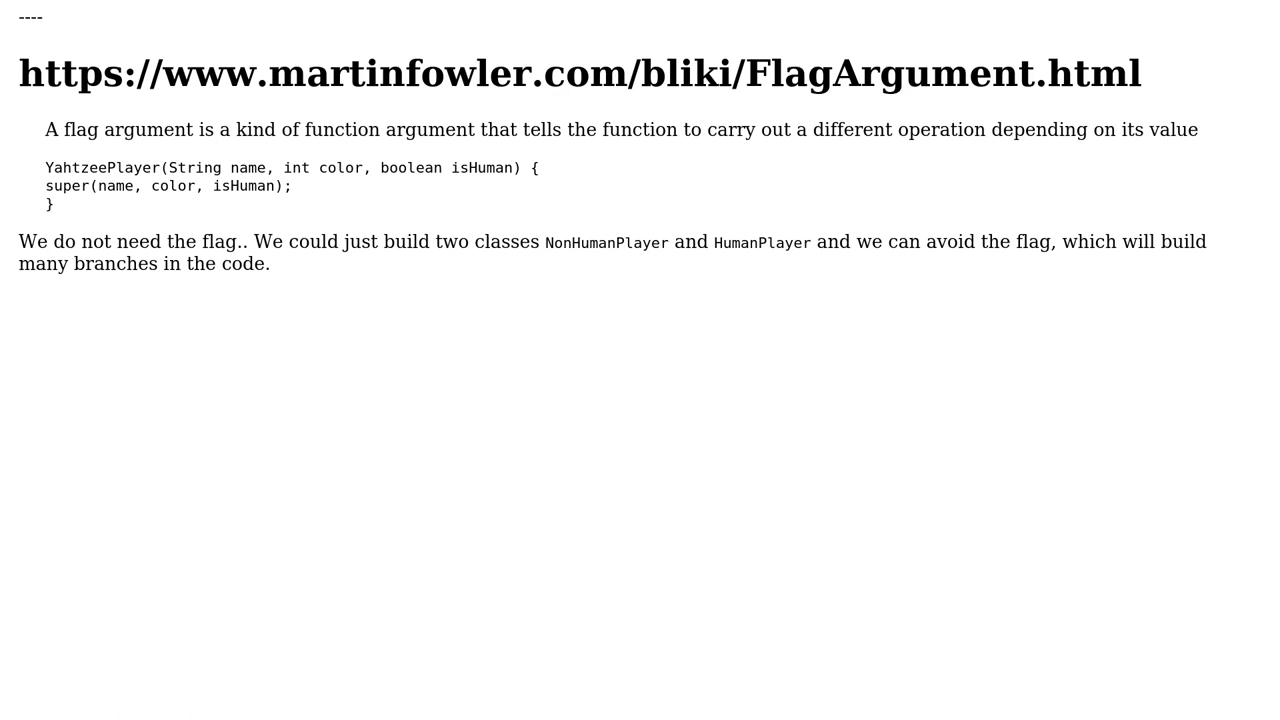 ----
https://www.martinfowler.com/bliki/FlagArgument.html
A flag argument is a kind of function argument that tells the function to carry out a different operation depending on its value
YahtzeePlayer(String name, int color, boolean isHuman) {
super(name, color, isHuman);
}
We do not need the flag.. We could just build two classes NonHumanPlayer and HumanPlayer and we can avoid the flag, which will build
many branches in the code.